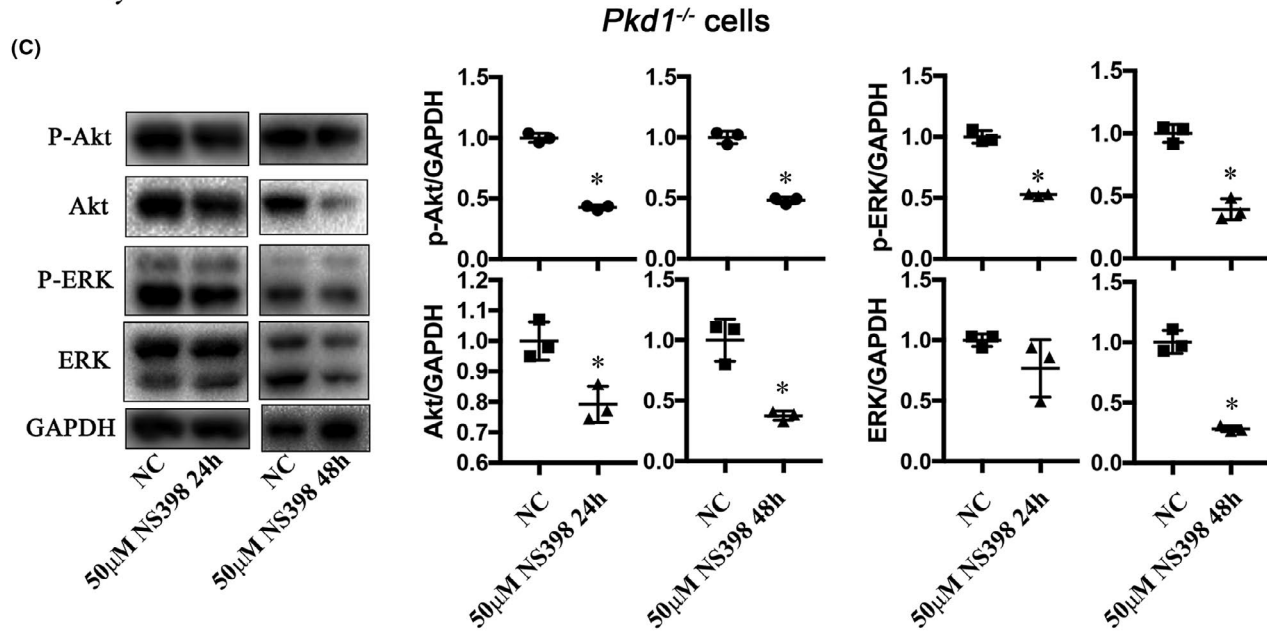 Pkd1-/- cells
(C)
P-Akt
Akt
P-ERK
ERK
GAPDH
NC
50µM NS398 24h
NC
50µM NS398 48h
p-Akt/GAPDH
1.5
1.0
0.5
0.0
*
1.5
1.0
0.5
0.0
*
p-ERK/GAPDH
1.5
1.0
0.5
0.0
*
1.5
1.0
0.5
0.0
*
Akt/GAPDH
1.2
1.1
1.0
0.9
0.8
0.7
0.6
*
NC
50µM NS398 24h
1.5
1.0
0.5
0.0
*
NC
50µM NS398 48h
ERK/GAPDH
1.5
1.0
0.5
0.0
NC
50µM NS398 24h
1.5
1.0
0.5
0.0
*
NC
50µM NS398 48h